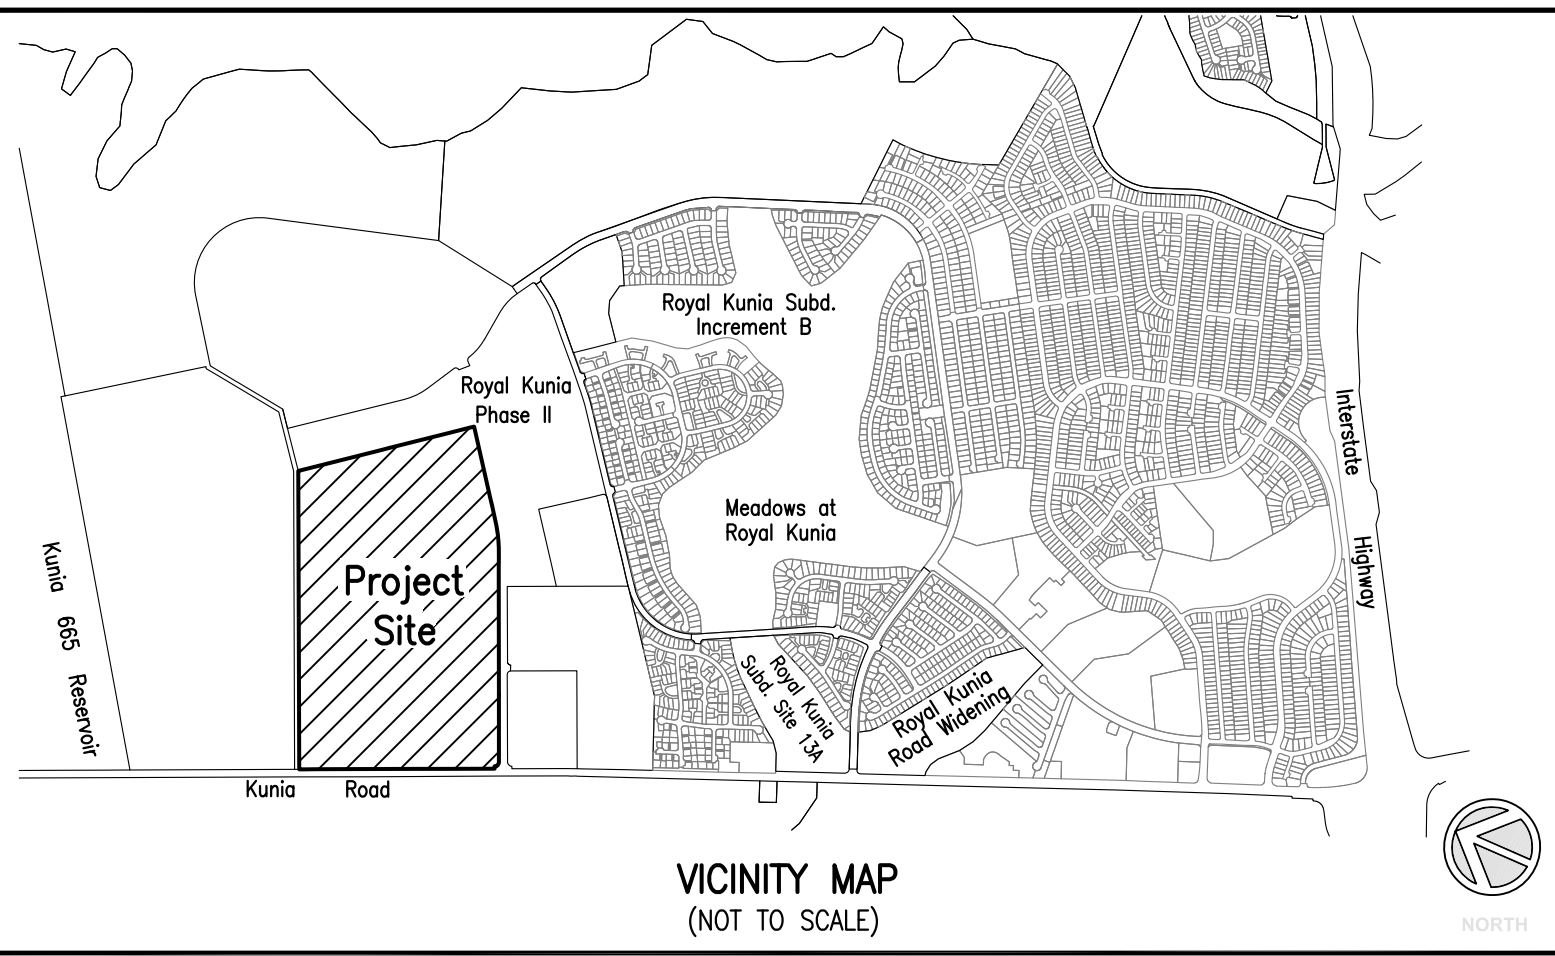 Royal Kunia Subd.
Increment B
Royal Kunia
Phase II
Interstate
Highway
Meadows at
Royal Kunia
Kunia 665 Reservoir
Project
Site
Royal Kunia
Subd. Site 13A
Royal Kunia
Road Widening
Kunia Road
VICINITY MAP
(NOT TO SCALE)
NORTH